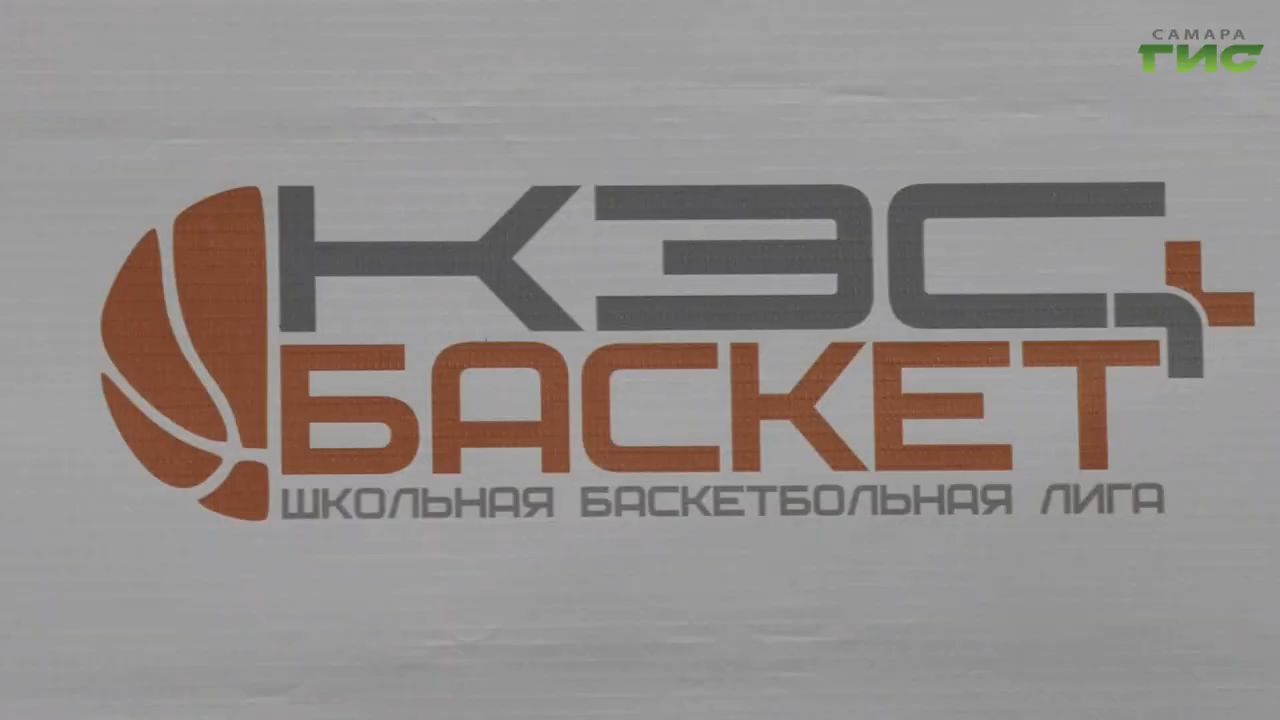 САМАРА
ГИС
КЭС
БАСКЕТ
ШКОЛЬНАЯ БАСКЕТБОЛЬНАЯ ЛИГА